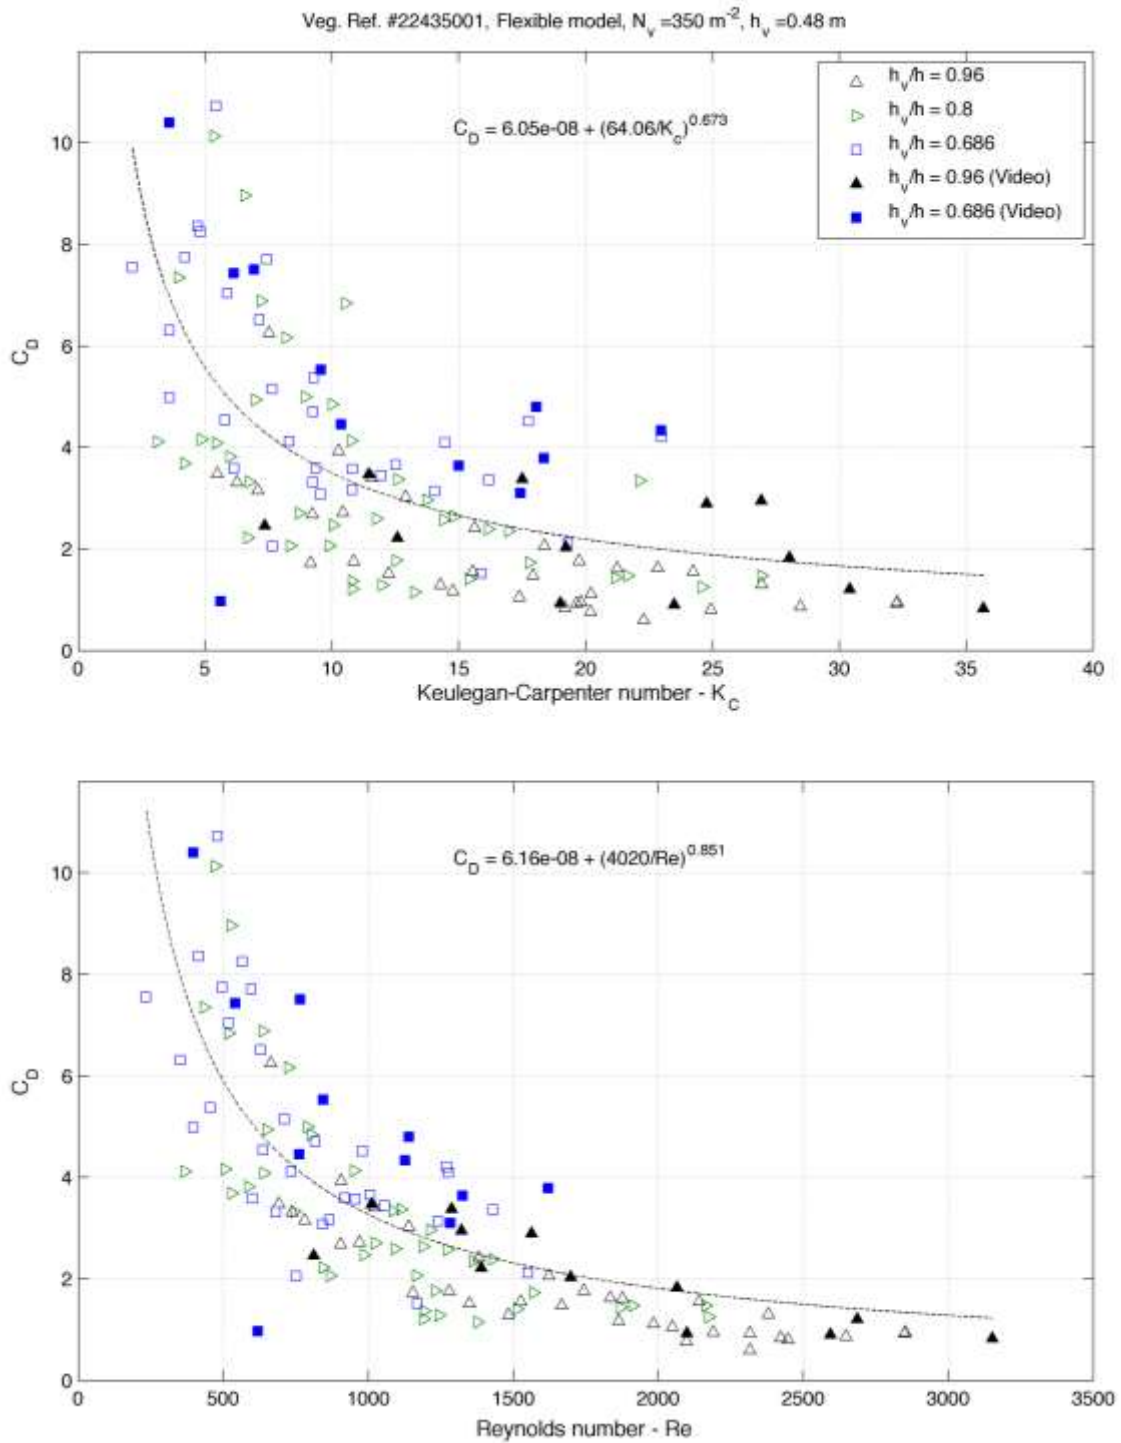 Veg. Ref. #22435001, Flexible model, N_v =350 m^-2, h_v =0.48 m
C_D = 6.05e-08 + (64.06/K_c)^0.673
h_v/h = 0.96
h_v/h = 0.8
h_v/h = 0.686
h_v/h = 0.96 (Video)
h_v/h = 0.686 (Video)
10
8
6
4
2
0
C_D
0 5 10 15 20 25 30 35 40
Keulegan-Carpenter number - K_C
C_D = 6.16e-08 + (4020/Re)^0.851
10
8
6
4
2
0
C_D
0 500 1000 1500 2000 2500 3000 3500
Reynolds number - Re